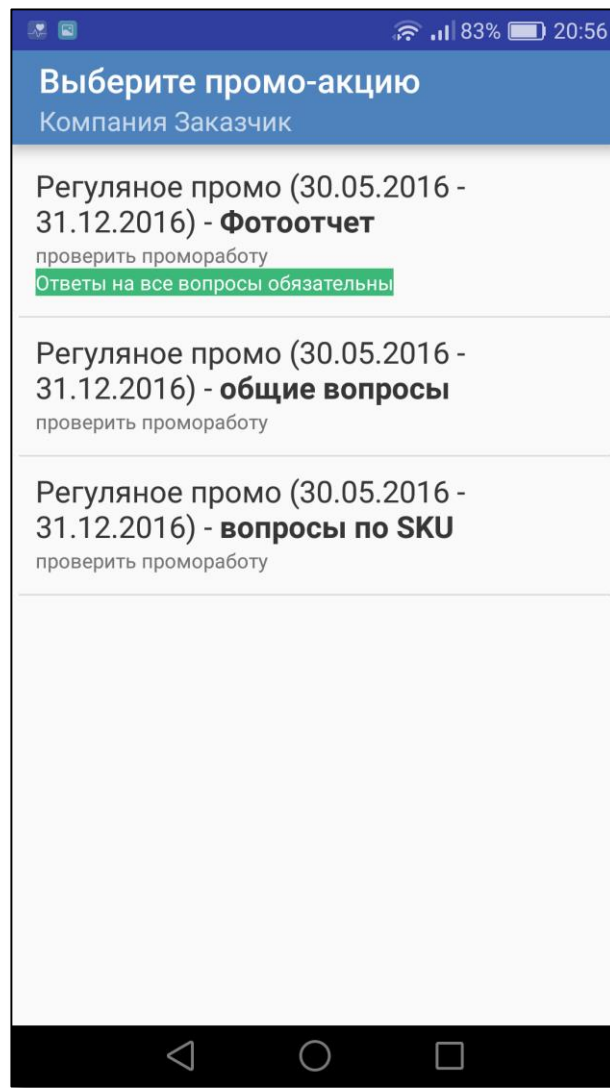 83% 20:56
Выберите промо-акцию
Компания Заказчик
Регуляное промо (30.05.2016 -
31.12.2016) - Фотоотчет
проверить промоработу
Ответы на все вопросы обязательны
Регуляное промо (30.05.2016 -
31.12.2016) - общие вопросы
проверить промоработу
Регуляное промо (30.05.2016 -
31.12.2016) - вопросы по SKU
проверить промоработу